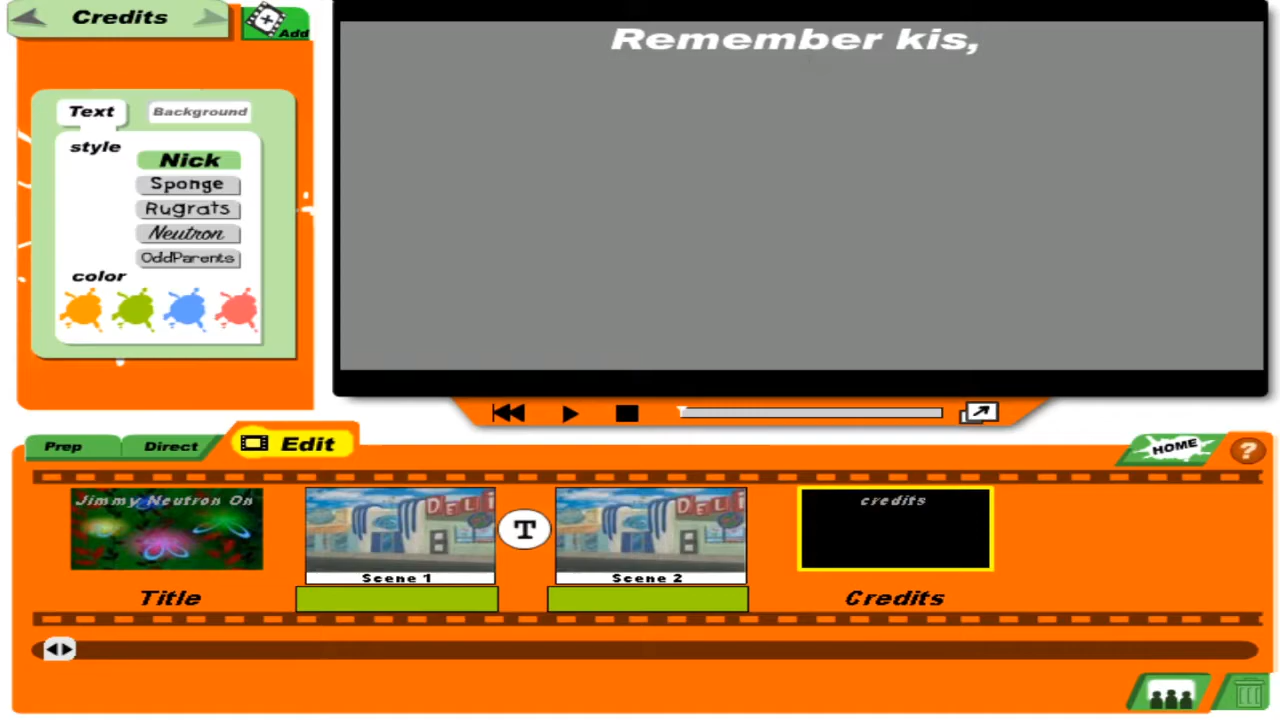 Credits
Add
Remember kis,
Text
Background
style
Nick
Sponge
Rugrats
Neutron
OddParents
color
Prep
Direct
Edit
HOME
?
Jimmy Neutron On
DELI
T
DELI
credits
Scene 1
Scene 2
Title
Credits